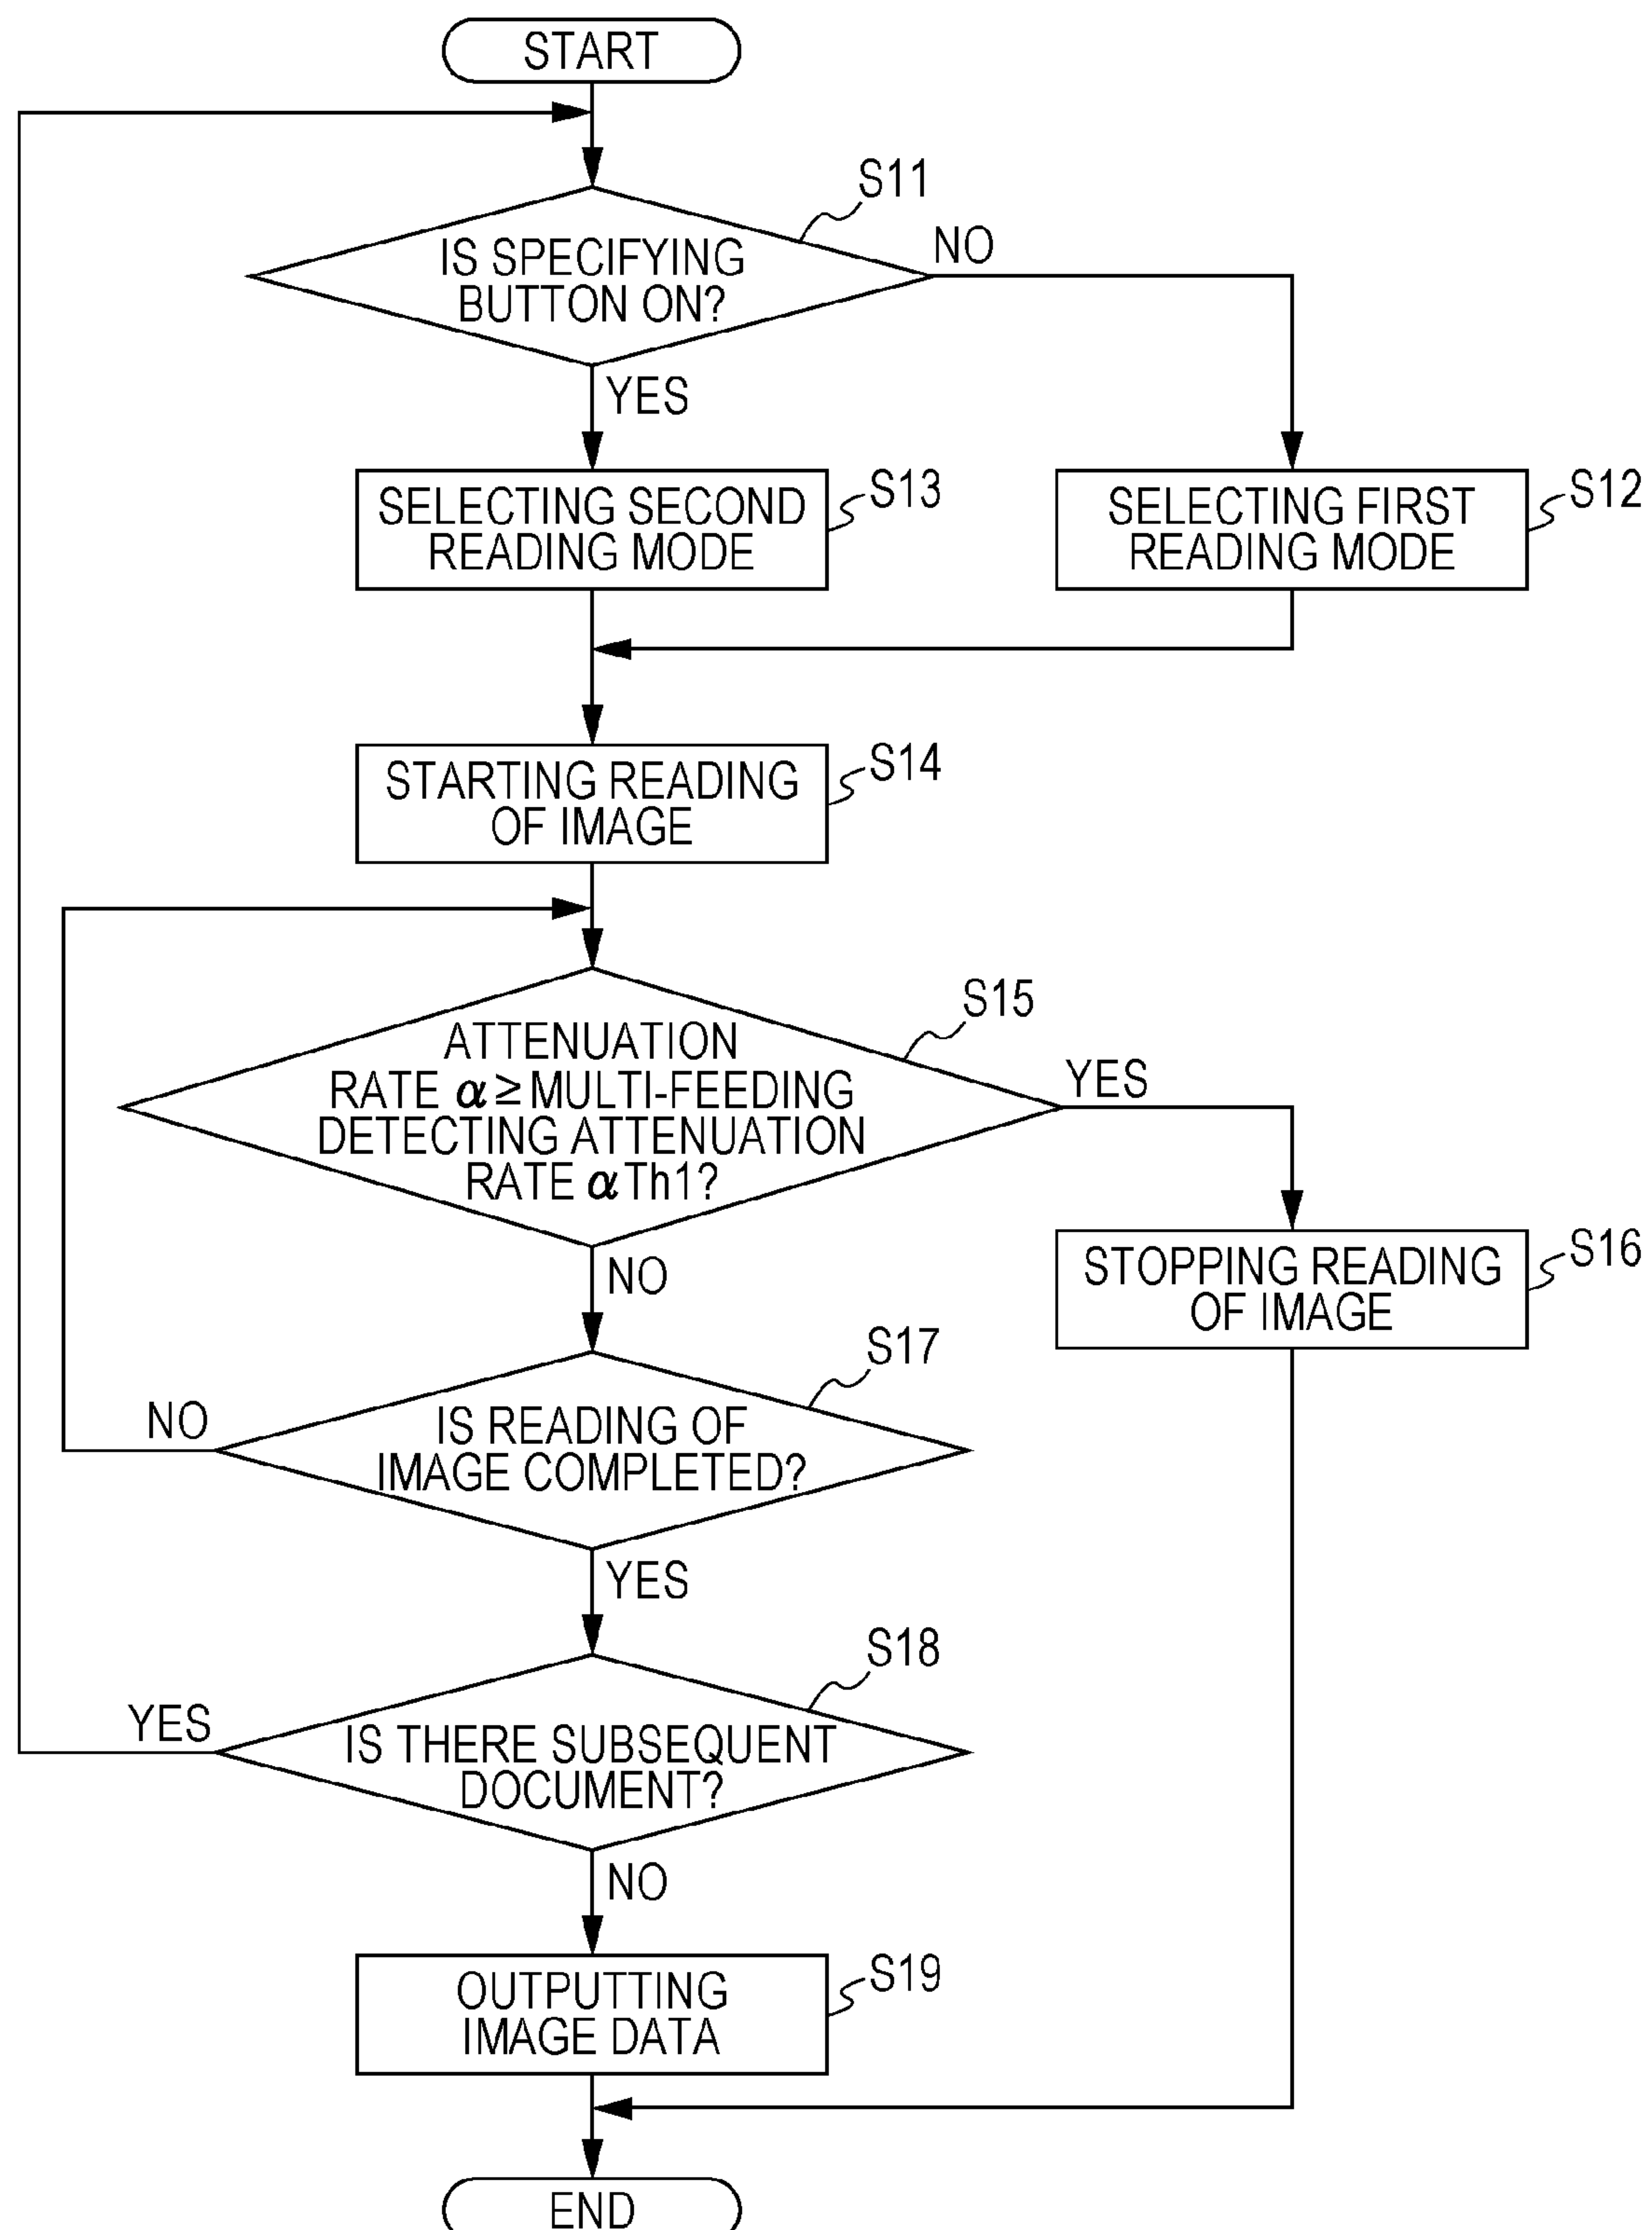 START
S11
IS SPECIFYING
BUTTON ON?
NO
YES
SELECTING SECOND
READING MODE
S13
SELECTING FIRST
READING MODE
S12
STARTING READING
OF IMAGE
S14
S15
ATTENUATION
RATE α ≥ MULTI-FEEDING
DETECTING ATTENUATION
RATE αTh1?
YES
NO
STOPPING READING
OF IMAGE
S16
S17
IS READING OF
IMAGE COMPLETED?
NO
YES
S18
IS THERE SUBSEQUENT
DOCUMENT?
YES
NO
OUTPUTTING
IMAGE DATA
S19
END